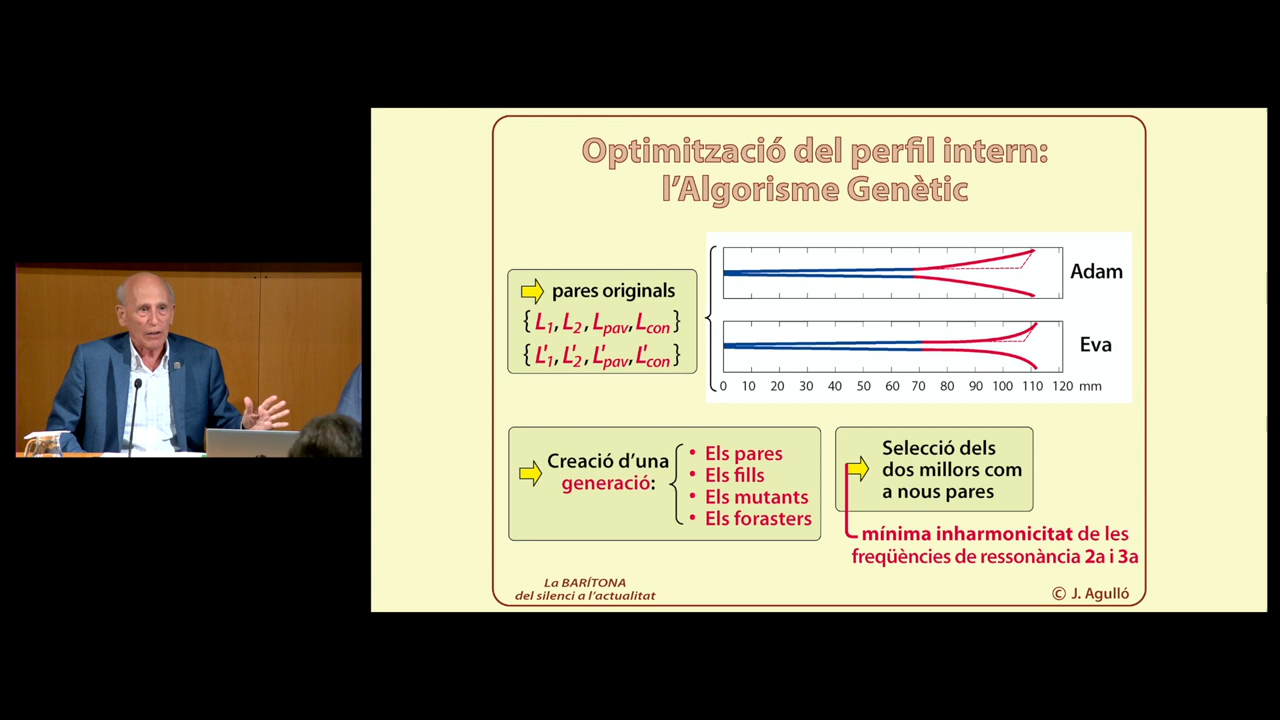 Optimització del perfil intern:
l’Algorisme Genètic
pares originals
{ L1, L2, Lpav, Lcon }
{ L'1, L'2, L'pav, L'con }
Adam
Eva
0 10 20 30 40 50 60 70 80 90 100 110 120 mm
Creació d’una
generació:
• Els pares
• Els fills
• Els mutants
• Els forasters
Selecció dels
dos millors com
a nous pares
mínima inharmonicitat de les
freqüències de ressonància 2a i 3a
La BARÍTONA
del silenci a l’actualitat
© J. Agulló